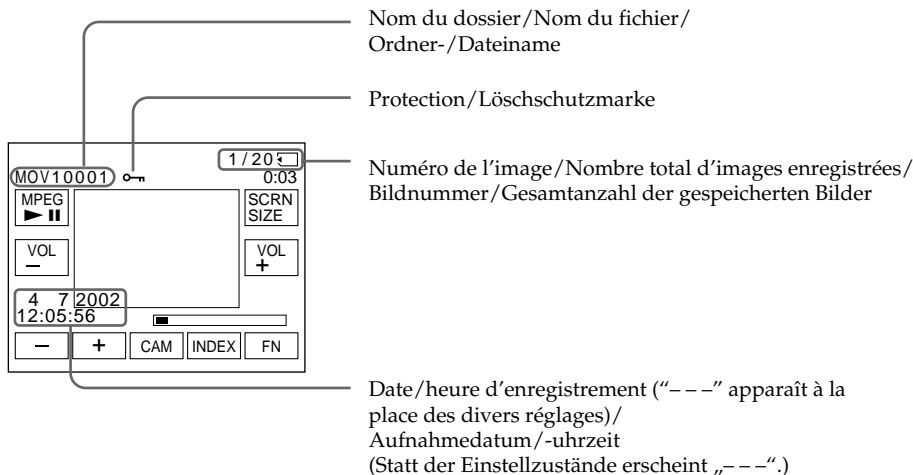 Nom du dossier/Nom du fichier/
Ordner-/Dateiname
Protection/Löschschutzmarke
Numéro de l'image/Nombre total d'images enregistrées/
Bildnummer/Gesamtanzahl der gespeicherten Bilder
1 / 20
MOV10001
0:03
MPEG
SCRN
SIZE
VOL
–
VOL
+
4 7 2002
12:05:56
– + CAM INDEX FN
Date/heure d'enregistrement (“– – –” apparaît à la
place des divers réglages)/
Aufnahmedatum/-uhrzeit
(Statt der Einstellzustände erscheint „– – –“.)